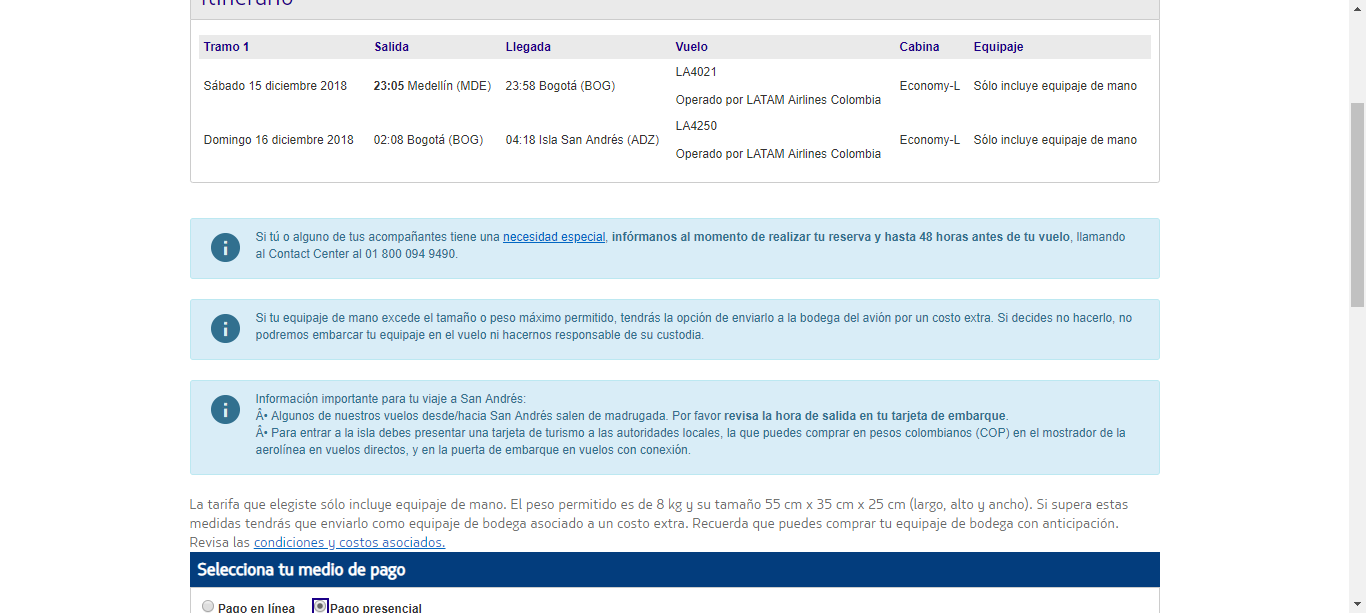 Itinerario
Tramo 1 Salida Llegada Vuelo Cabina Equipaje
LA4021
Sábado 15 diciembre 2018 23:05 Medellín (MDE) 23:58 Bogotá (BOG) Economy-L Sólo incluye equipaje de mano
Operado por LATAM Airlines Colombia
LA4250
Domingo 16 diciembre 2018 02:08 Bogotá (BOG) 04:18 Isla San Andrés (ADZ) Economy-L Sólo incluye equipaje de mano
Operado por LATAM Airlines Colombia
Si tú o alguno de tus acompañantes tiene una necesidad especial, infórmanos al momento de realizar tu reserva y hasta 48 horas antes de tu vuelo, llamando
al Contact Center al 01 800 094 9490.
Si tu equipaje de mano excede el tamaño o peso máximo permitido, tendrás la opción de enviarlo a la bodega del avión por un costo extra. Si decides no hacerlo, no
podremos embarcar tu equipaje en el vuelo ni hacernos responsable de su custodia.
Información importante para tu viaje a San Andrés:
Â• Algunos de nuestros vuelos desde/hacia San Andrés salen de madrugada. Por favor revisa la hora de salida en tu tarjeta de embarque.
Â• Para entrar a la isla debes presentar una tarjeta de turismo a las autoridades locales, la que puedes comprar en pesos colombianos (COP) en el mostrador de la
aerolínea en vuelos directos, y en la puerta de embarque en vuelos con conexión.
La tarifa que elegiste sólo incluye equipaje de mano. El peso permitido es de 8 kg y su tamaño 55 cm x 35 cm x 25 cm (largo, alto y ancho). Si supera estas
medidas tendrás que enviarlo como equipaje de bodega asociado a un costo extra. Recuerda que puedes comprar tu equipaje de bodega con anticipación.
Revisa las condiciones y costos asociados.
Selecciona tu medio de pago
Pago en línea Pago presencial